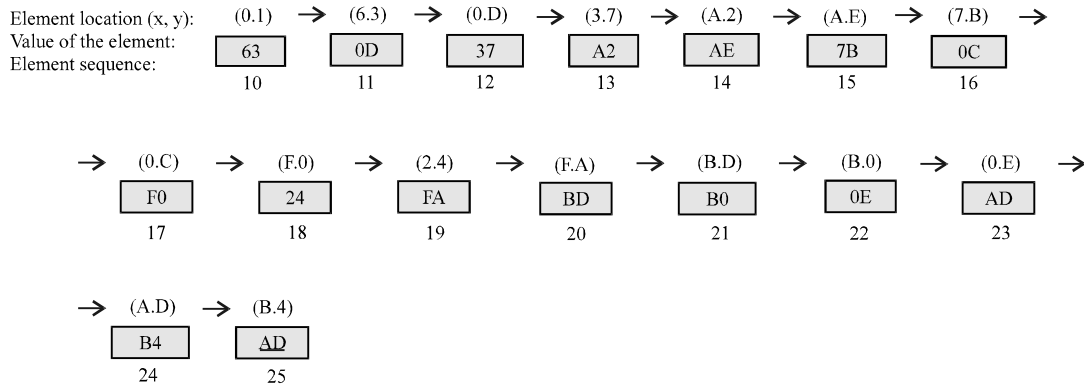 Element location (x, y): (0.1) → (6.3) → (0.D) → (3.7) → (A.2) → (A.E) → (7.B) →
Value of the element: 63 0D 37 A2 AE 7B 0C
Element sequence: 10 11 12 13 14 15 16
→ (0.C) → (F.0) → (2.4) → (F.A) → (B.D) → (B.0) → (0.E) →
F0 24 FA BD B0 0E AD
17 18 19 20 21 22 23
→ (A.D) → (B.4)
B4 AD
24 25